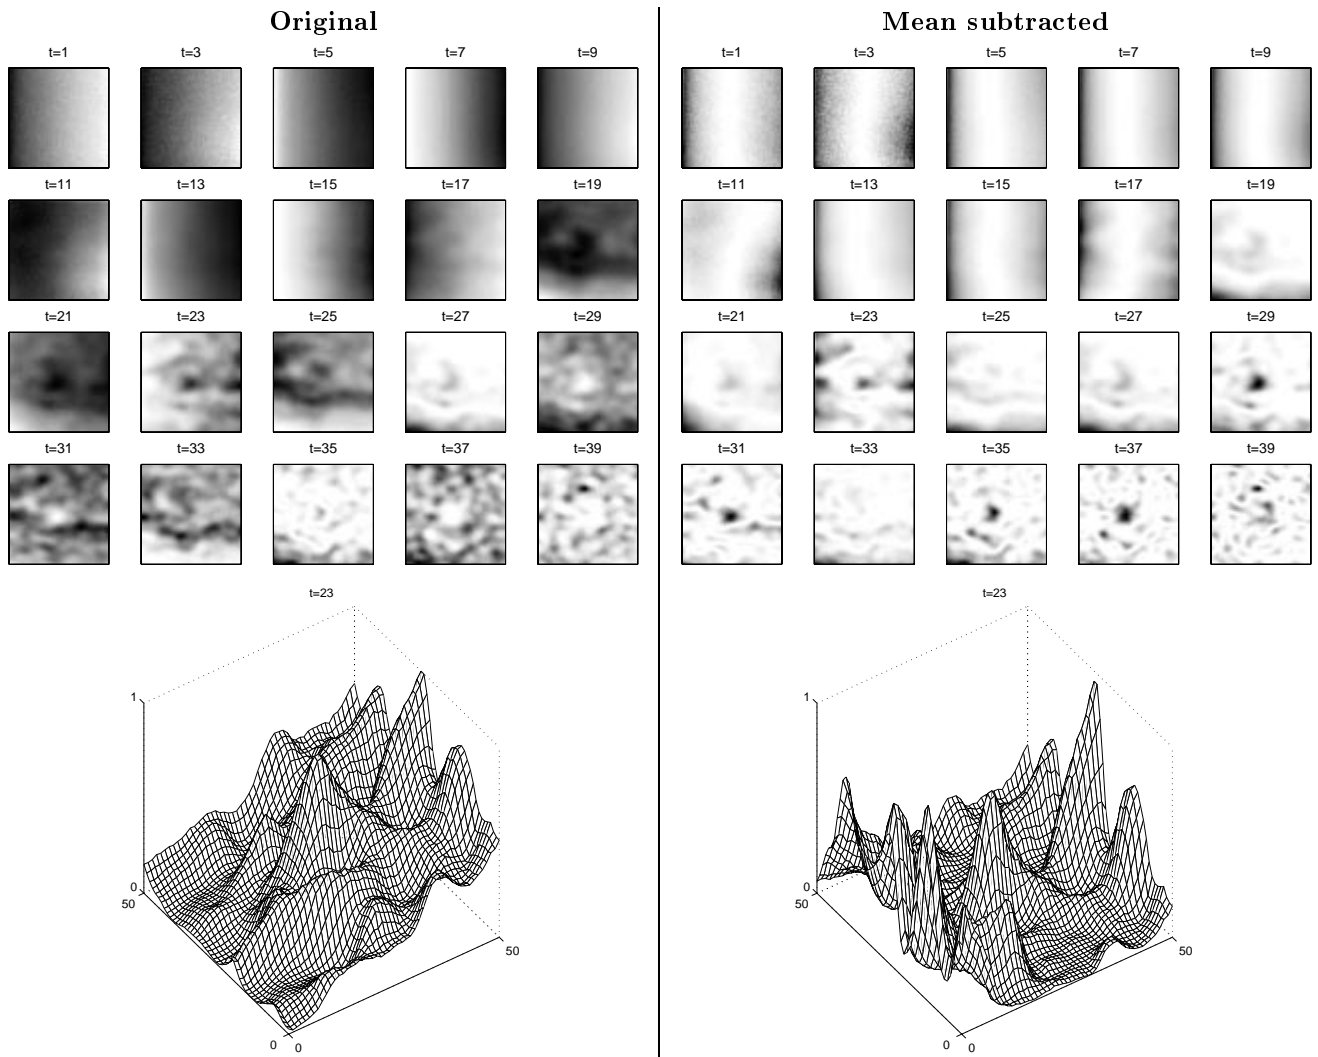 Original
t=1 t=3 t=5 t=7 t=9
t=11 t=13 t=15 t=17 t=19
t=21 t=23 t=25 t=27 t=29
t=31 t=33 t=35 t=37 t=39
t=23
1
0
50
50
0
0
Mean subtracted
t=1 t=3 t=5 t=7 t=9
t=11 t=13 t=15 t=17 t=19
t=21 t=23 t=25 t=27 t=29
t=31 t=33 t=35 t=37 t=39
t=23
1
0
50
50
0
0